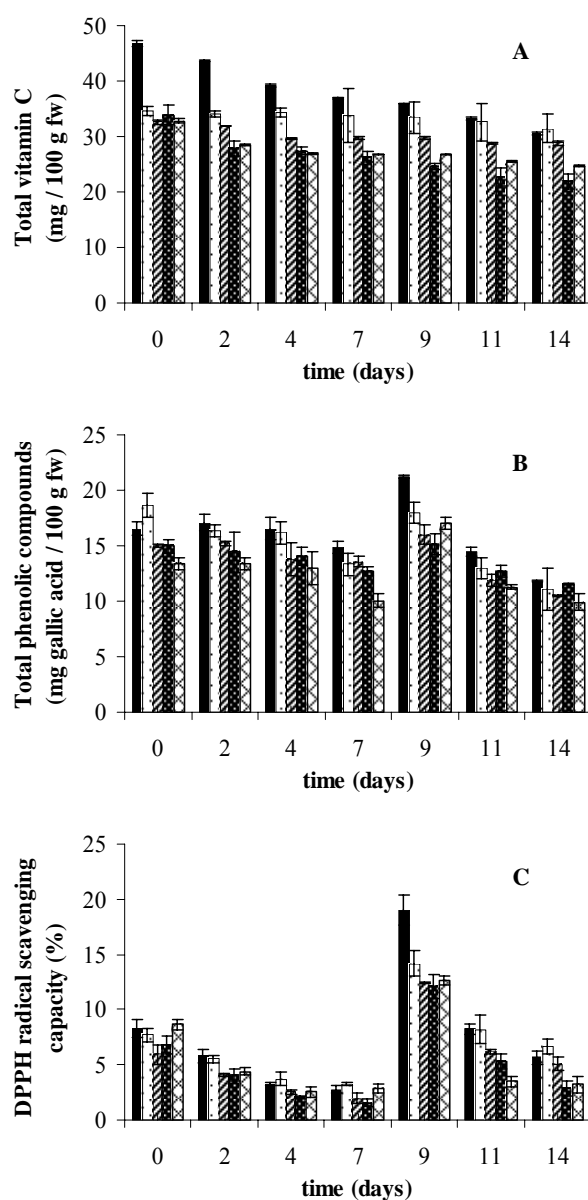 A
Total vitamin C
(mg / 100 g fw)
50
40
30
20
10
0
0 2 4 7 9 11 14
time (days)
B
Total phenolic compounds
(mg gallic acid / 100 g fw)
25
20
15
10
5
0
0 2 4 7 9 11 14
time (days)
C
DPPH radical scavenging
capacity (%)
25
20
15
10
5
0
0 2 4 7 9 11 14
time (days)